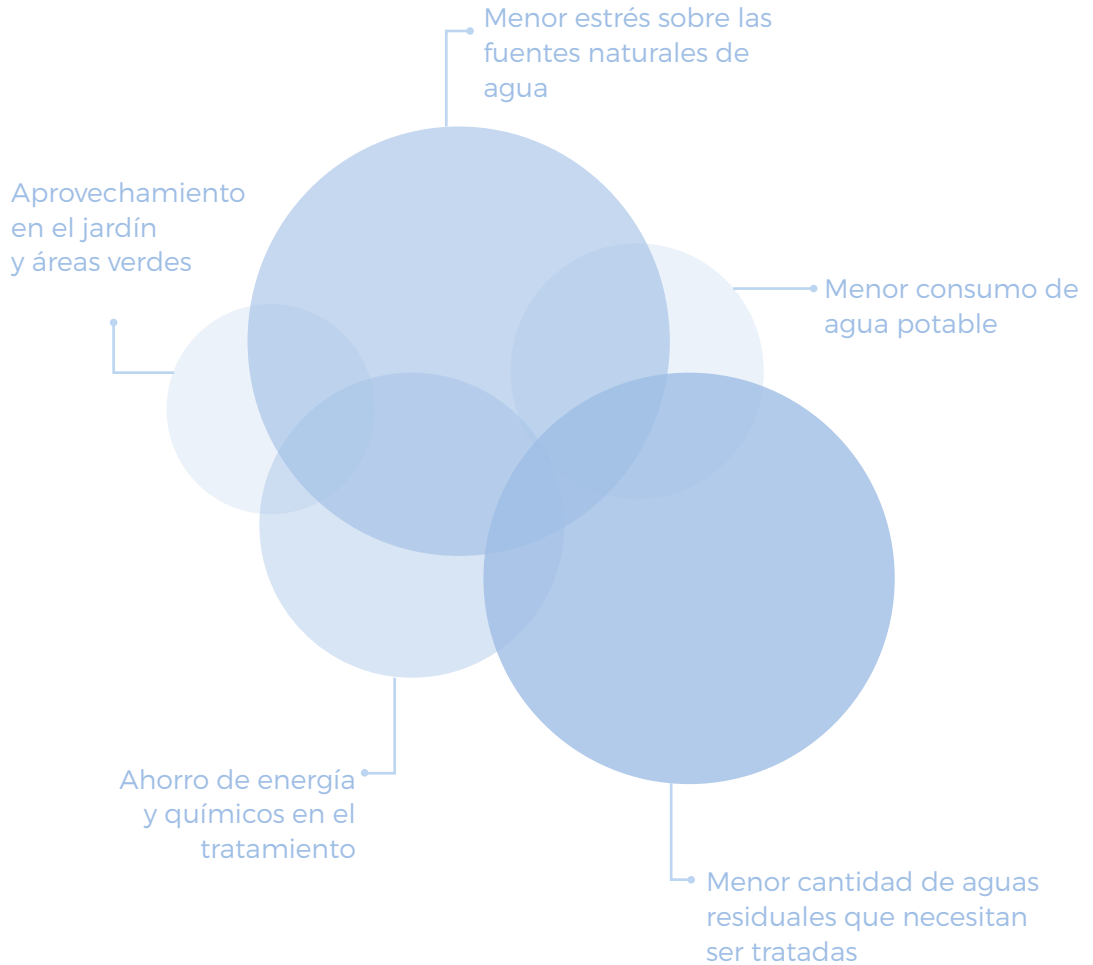 Menor estrés sobre las
fuentes naturales de
agua
Aprovechamiento
en el jardín
y áreas verdes
Menor consumo de
agua potable
Ahorro de energía
y químicos en el
tratamiento
Menor cantidad de aguas
residuales que necesitan
ser tratadas